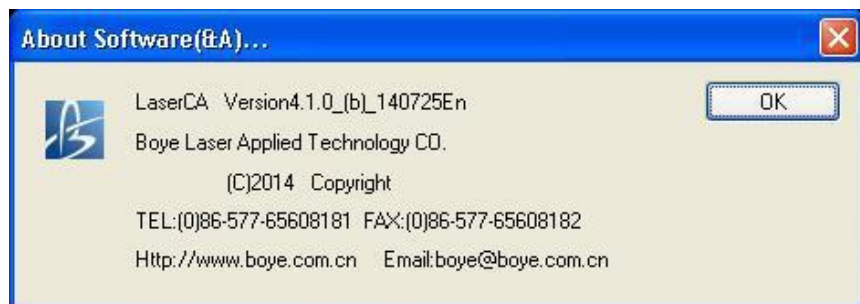 About Software(&A)...
LaserCA Version4.1.0_(b)_140725En
OK
Boye Laser Applied Technology CO.
(C)2014 Copyright
TEL:(0)86-577-65608181 FAX:(0)86-577-65608182
Http://www.boye.com.cn Email:boye@boye.com.cn